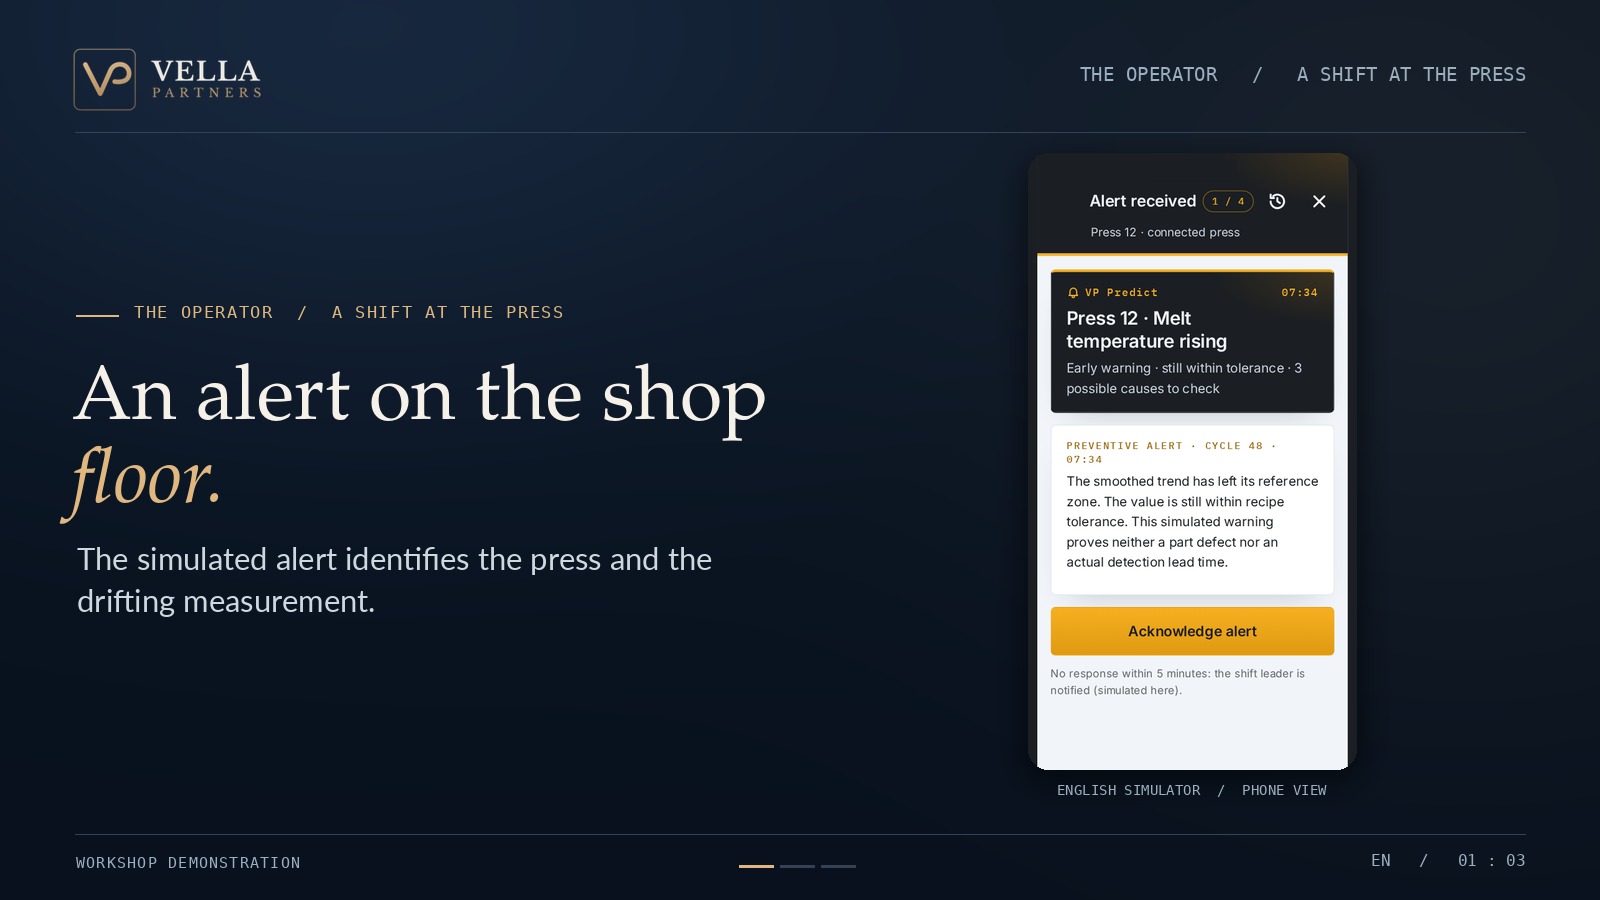 VELLA
PARTNERS
THE OPERATOR / A SHIFT AT THE PRESS
THE OPERATOR / A SHIFT AT THE PRESS
An alert on the shop
floor.
The simulated alert identifies the press and the
drifting measurement.
Alert received 1 / 4
Press 12 · connected press
VP Predict 07:34
Press 12 · Melt
temperature rising
Early warning · still within tolerance · 3
possible causes to check
PREVENTIVE ALERT · CYCLE 48 ·
07:34
The smoothed trend has left its reference
zone. The value is still within recipe
tolerance. This simulated warning
proves neither a part defect nor an
actual detection lead time.
Acknowledge alert
No response within 5 minutes: the shift leader is
notified (simulated here).
ENGLISH SIMULATOR / PHONE VIEW
WORKSHOP DEMONSTRATION
EN / 01 : 03